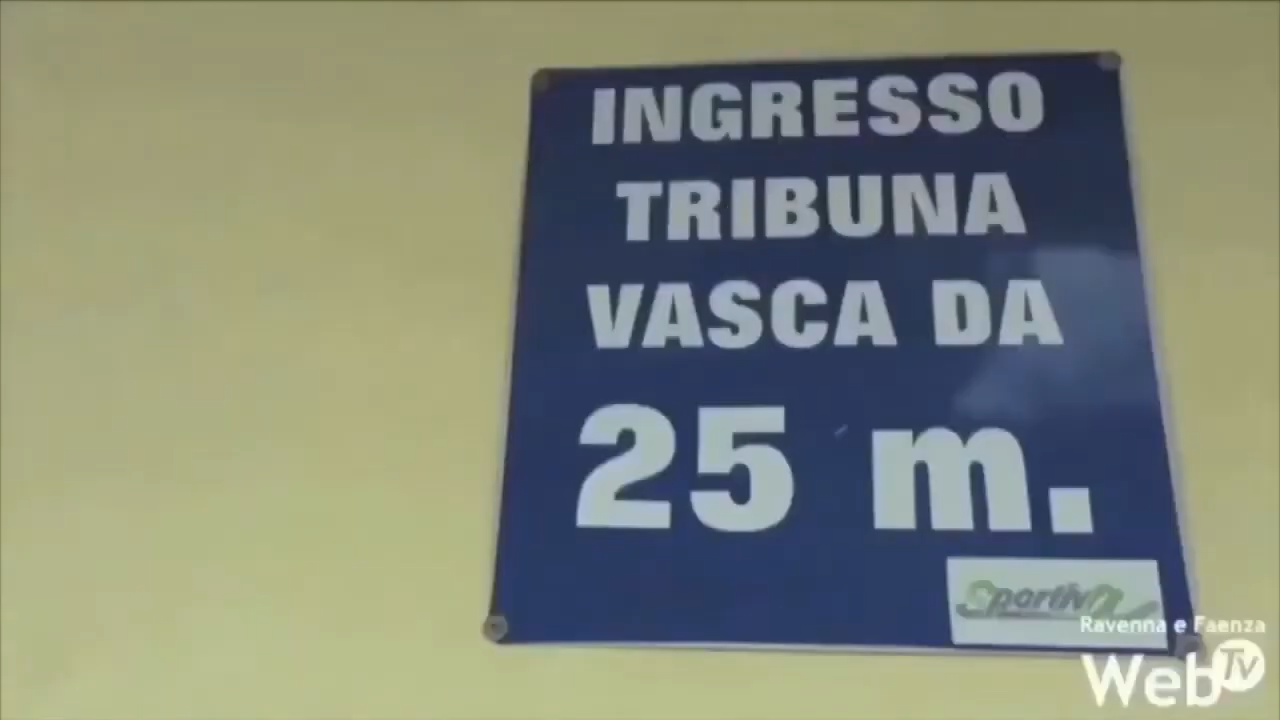 INGRESSO
TRIBUNA
VASCA DA
25 m.
Sportiva
Ravenna e Faenza
Web Tv